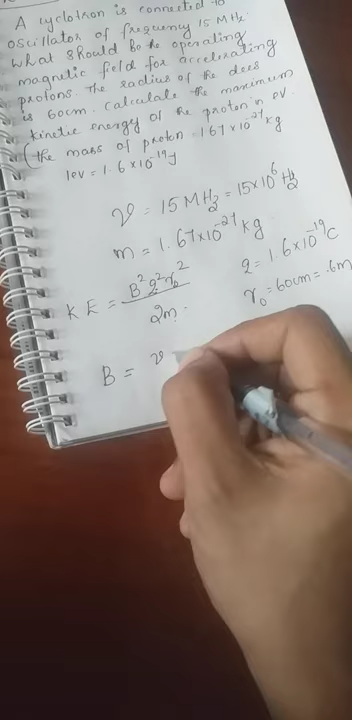 A cyclotron is connected to
oscillator of frequency 15 MHz.
What should be the operating
magnetic field for accelerating
protons. The radius of the dees
is 60cm. Calculate the maximum
kinetic energy of the proton in eV.
(the mass of proton = 1.67×10⁻²⁷ kg
1ev = 1.6×10⁻¹⁹J
ν = 15 MHz = 15×10⁶ Hz
m = 1.67×10⁻²⁷ kg
q = 1.6×10⁻¹⁹C
r₀ = 60cm = .6m
KE = B²q²r₀² / 2m.
B = ν